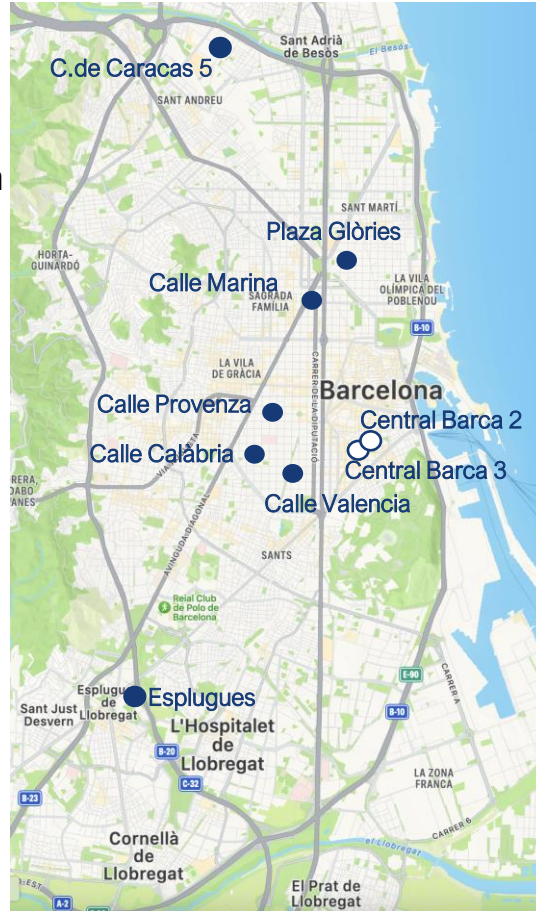 Sant Adrià
de Besòs
El Besòs
C.de Caracas 5
SANT ANDREU
SANT MARTÍ
Plaza Glòries
HORTA-
GUINARDÓ
Calle Marina
SAGRADA
FAMÍLIA
LA VILA
OLÍMPICA DEL
POBLENOU
B-10
LA VILA
DE GRÀCIA
CARRER DE LA DIPUTACIÓ
Barcelona
Calle Provenza
Central Barca 2
Calle Calàbria
Central Barca 3
Calle Valencia
AVINGUDA DIAGONAL
SANTS
Reial Club
de Polo de
Barcelona
E-90
CARRER A
Esplugues
de
Llobregat
Esplugues
Sant Just
Desvern
B-10
L'Hospitalet
de
Llobregat
B-20
C-32
LA ZONA
FRANCA
B-23
CARRER 6
Cornellà
de
Llobregat
el Llobregat
A-2
El Prat de
Llobregat